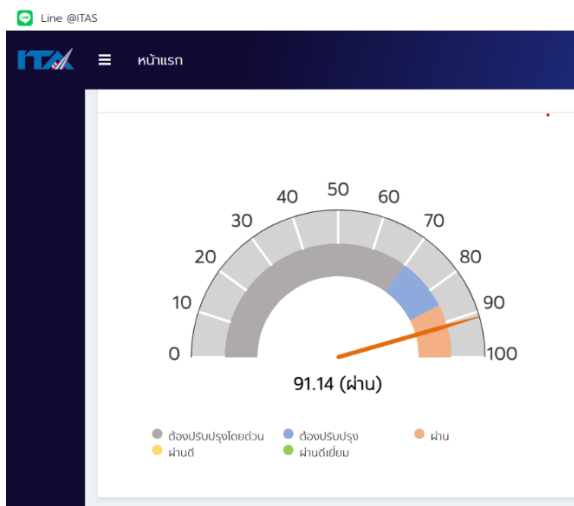 Line @ITAS
ITA
หน้าแรก
50
40
60
30
70
20
80
10
90
0
100
91.14 (ผ่าน)
ต้องปรับปรุงโดยด่วน
ต้องปรับปรุง
ผ่าน
ผ่านดี
ผ่านดีเยี่ยม